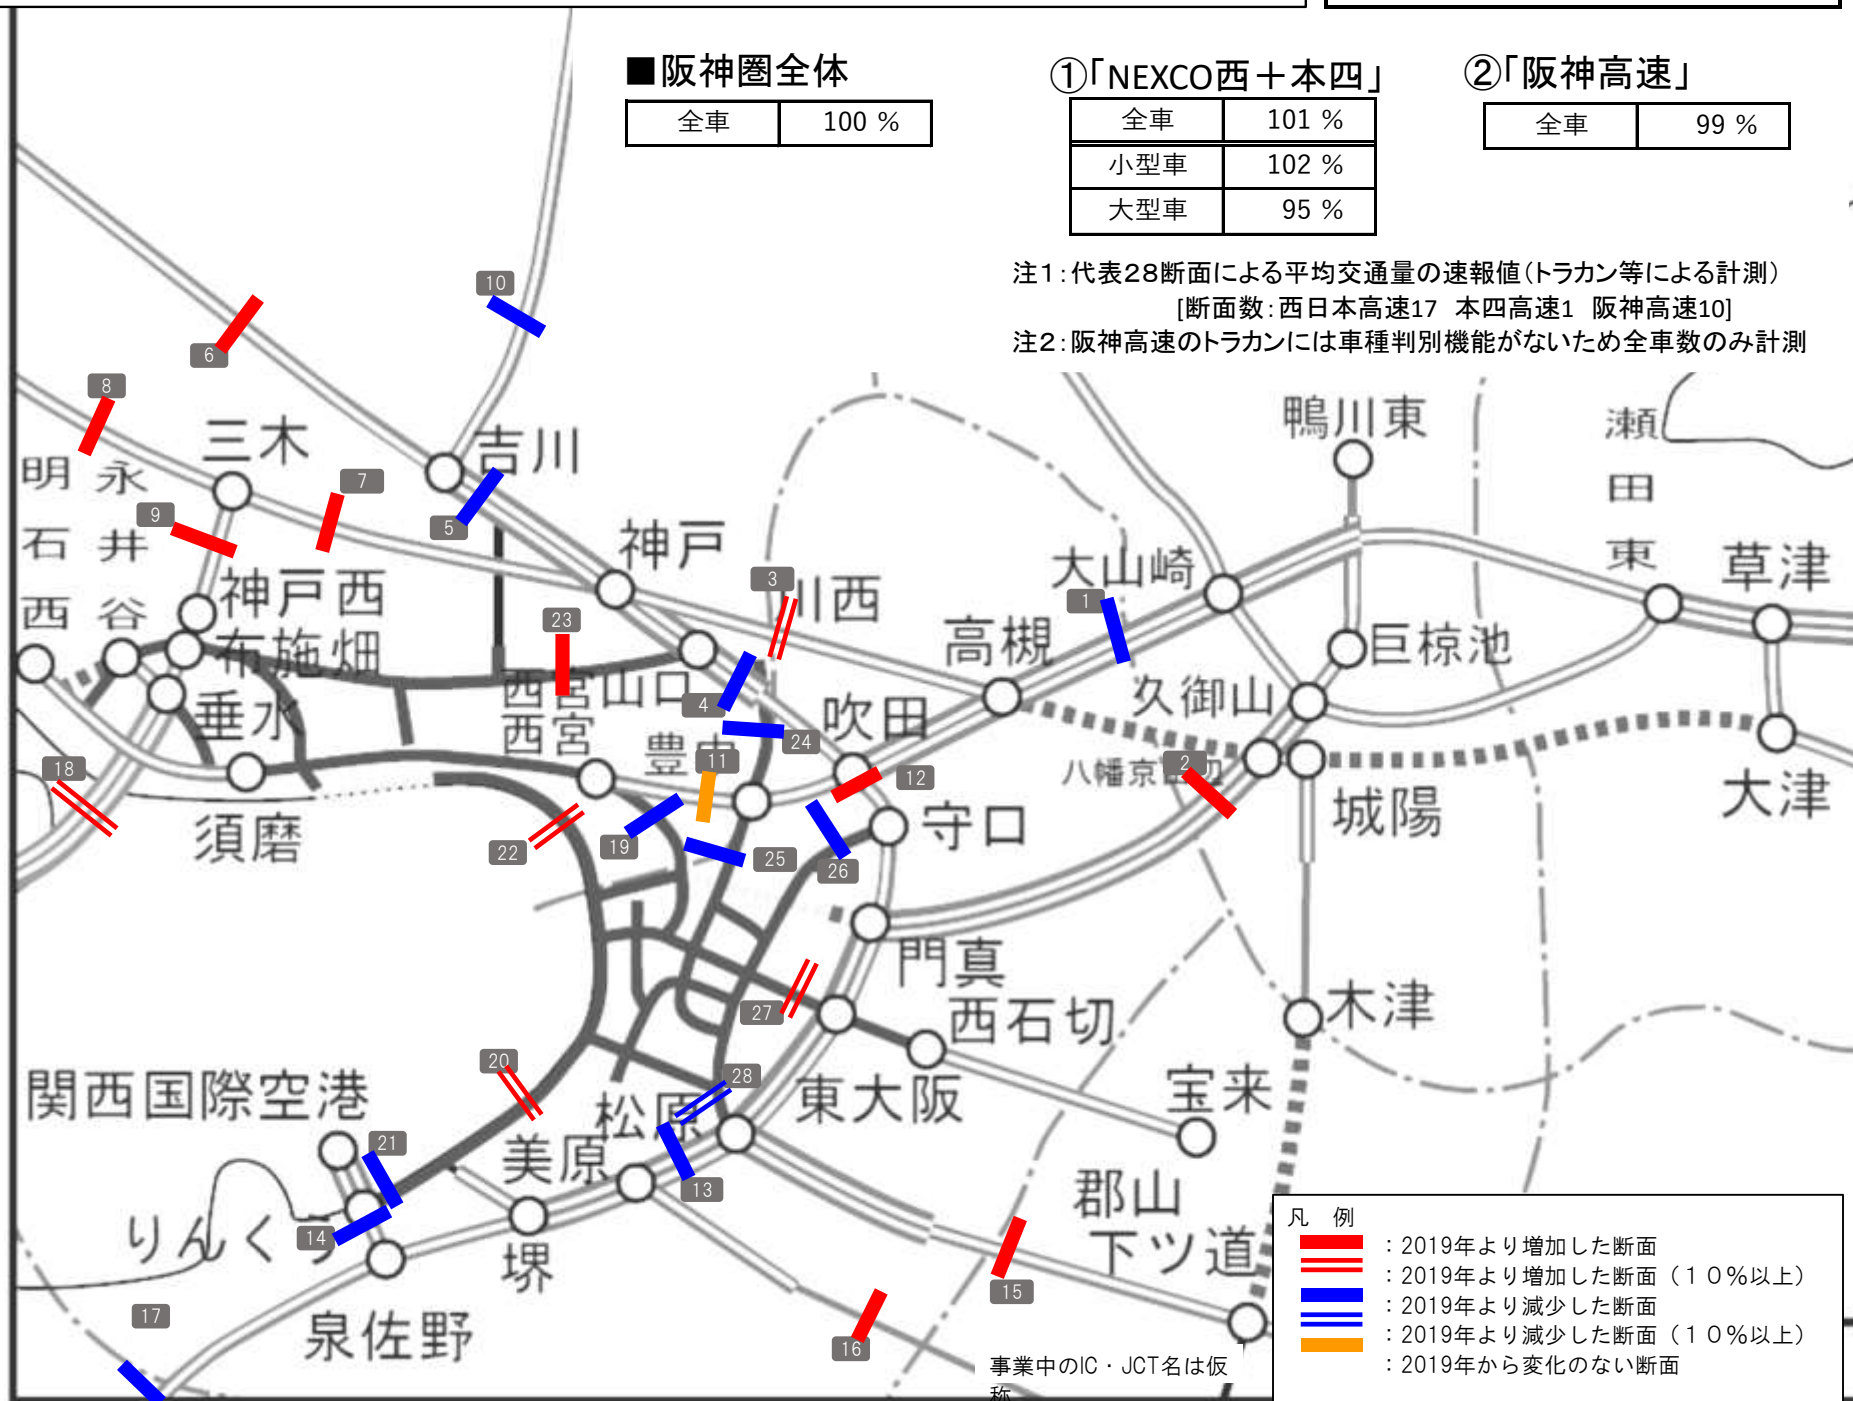 ■阪神圏全体
全車 100 %
①「NEXCO西＋本四」
全車 101 %
小型車 102 %
大型車 95 %
②「阪神高速」
全車 99 %
注１：代表２８断面による平均交通量の速報値（トラカン等による計測）
[断面数：西日本高速17 本四高速1 阪神高速10]
注２：阪神高速のトラカンには車種判別機能がないため全車数のみ計測
10
6
8
三木
吉川
鴨川東
瀬田東
明石西
永井谷
7
9
5
神戸
大山崎
草津
神戸西
3
川西
1
布施畑
23
高槻
巨椋池
西宮山口
久御山
垂水
西宮
4
吹田
24
豊中
18
11
12
八幡京田辺
2
大津
須磨
城陽
守口
22
19
25
26
門真
27
西石切
木津
20
28
関西国際空港
松原
東大阪
宝来
21
美原
13
郡山
りんくう
14
下ツ道
堺
15
17
泉佐野
16
事業中のIC・JCT名は仮
称
凡 例
：2019年より増加した断面
：2019年より増加した断面（１０％以上）
：2019年より減少した断面
：2019年より減少した断面（１０％以上）
：2019年から変化のない断面